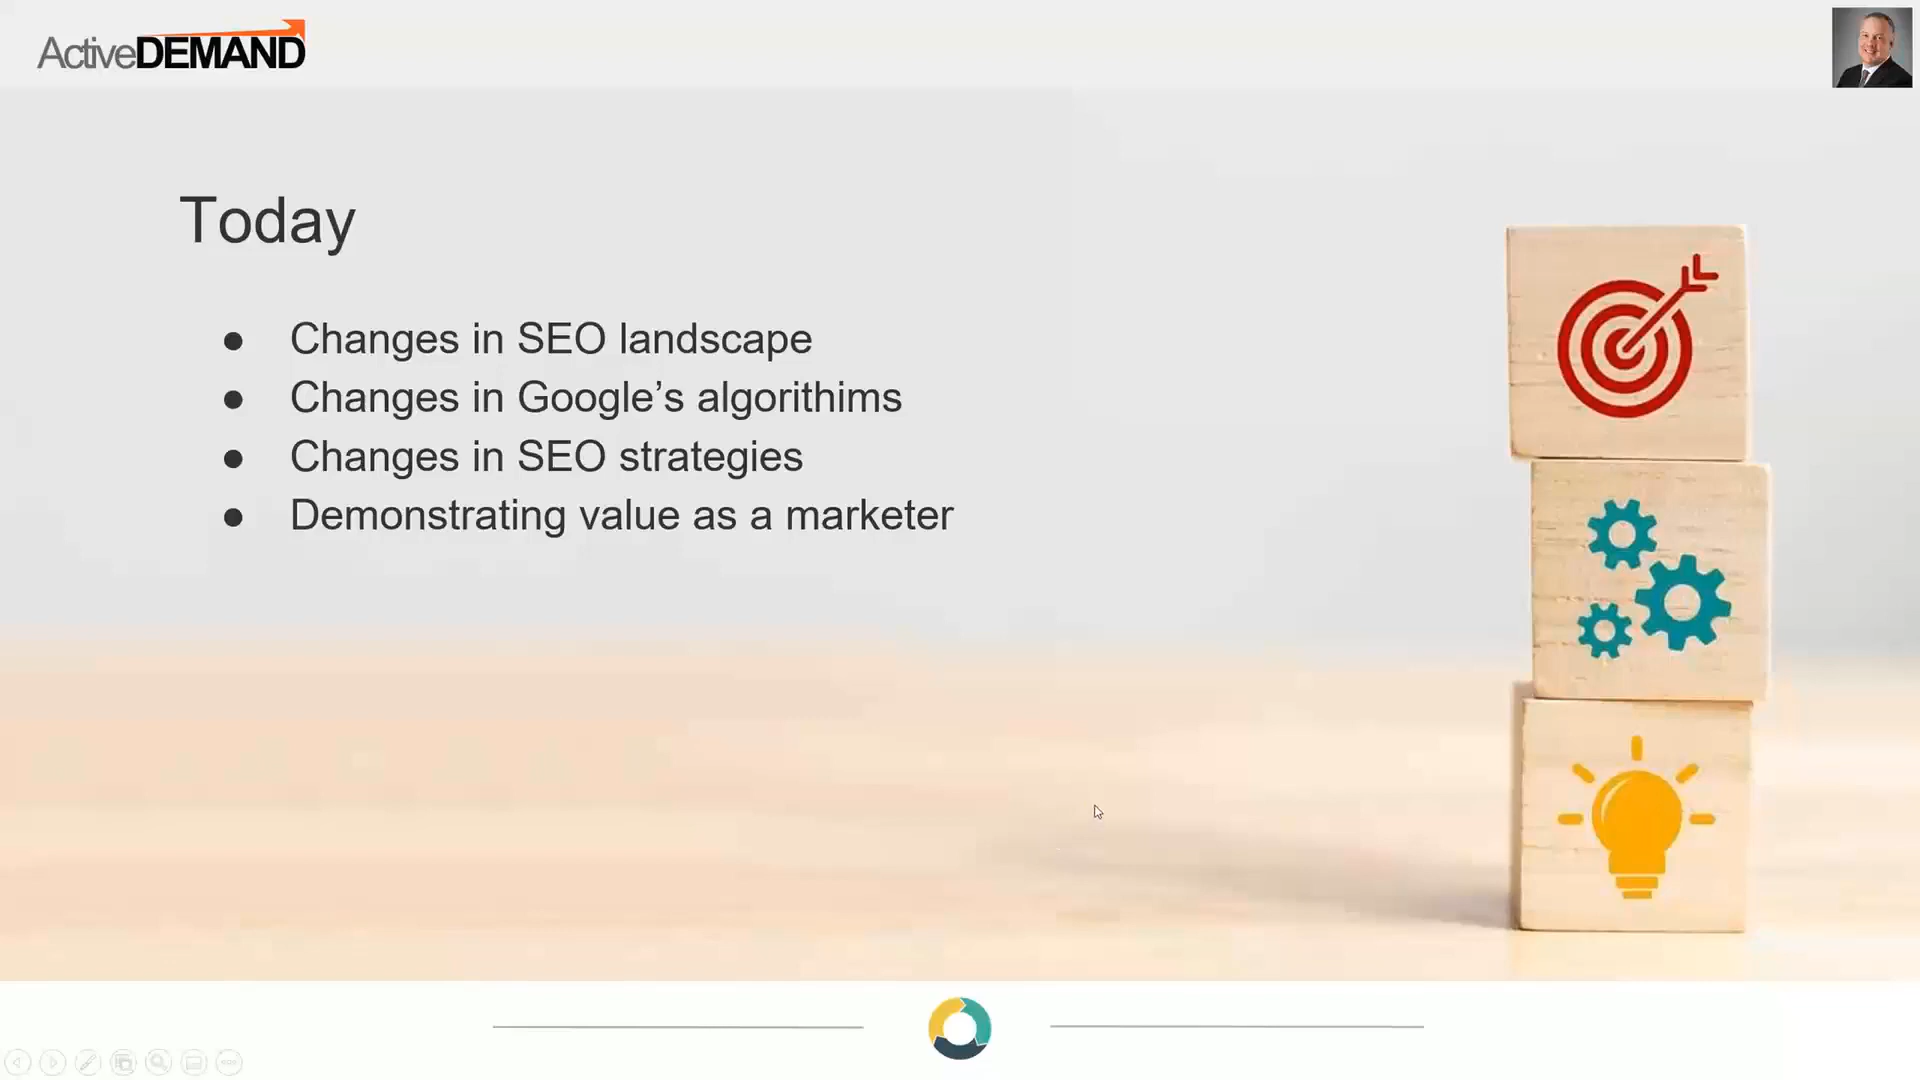 ActiveDEMAND
Today
● Changes in SEO landscape
● Changes in Google’s algorithims
● Changes in SEO strategies
● Demonstrating value as a marketer